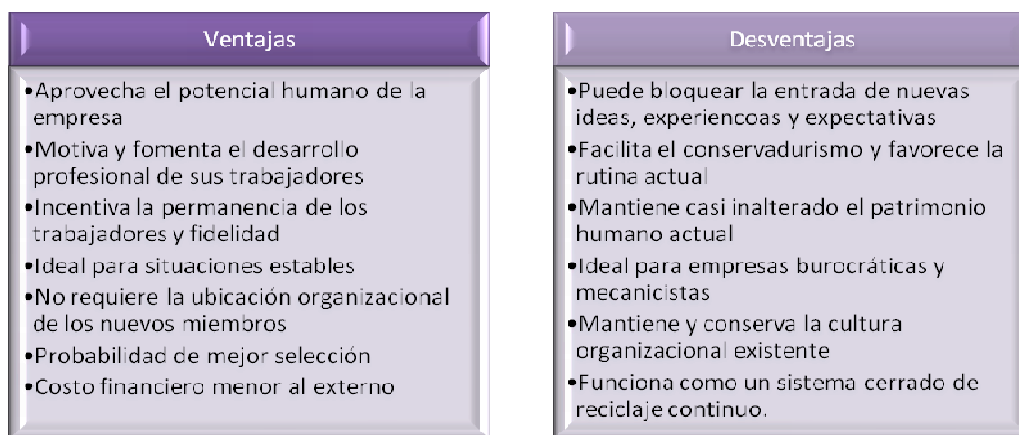 Ventajas
•Aprovecha el potencial humano de la
empresa
•Motiva y fomenta el desarrollo
profesional de sus trabajadores
•Incentiva la permanencia de los
trabajadores y fidelidad
•Ideal para situaciones estables
•No requiere la ubicación organizacional
de los nuevos miembros
•Probabilidad de mejor selección
•Costo financiero menor al externo
Desventajas
•Puede bloquear la entrada de nuevas
ideas, experiencoas y expectativas
•Facilita el conservadurismo y favorece la
rutina actual
•Mantiene casi inalterado el patrimonio
humano actual
•Ideal para empresas burocráticas y
mecanicistas
•Mantiene y conserva la cultura
organizacional existente
•Funciona como un sistema cerrado de
reciclaje continuo.